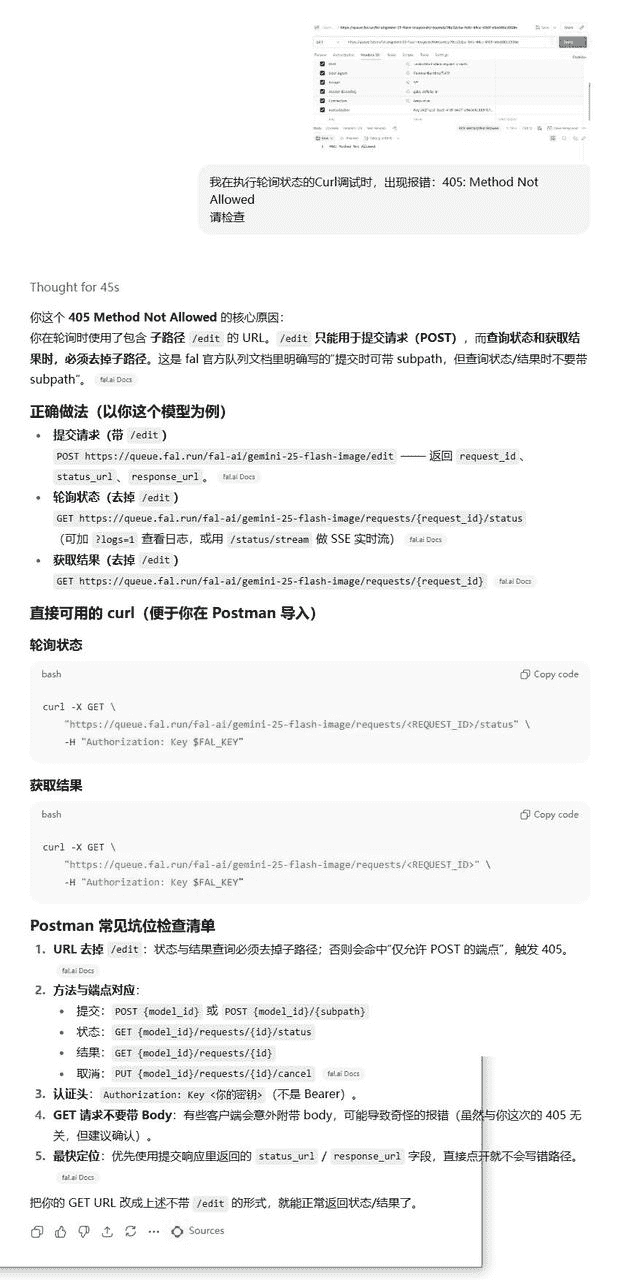 我在执行轮询状态的Curl调试时，出现报错：405: Method Not
Allowed
请检查
Thought for 45s
你这个 405 Method Not Allowed 的核心原因：
你在轮询时使用了包含 子路径 /edit 的 URL。/edit 只能用于提交请求（POST），而查询状态和获取结
果时，必须去掉子路径。这是 fal 官方队列文档里明确写的“提交时可带 subpath，但查询状态/结果时不要带
subpath”。 fal.ai Docs
正确做法（以你这个模型为例）
• 提交请求（带 /edit ）
POST https://queue.fal.run/fal-ai/gemini-25-flash-image/edit —— 返回 request_id、
status_url、response_url。 fal.ai Docs
• 轮询状态（去掉 /edit ）
GET https://queue.fal.run/fal-ai/gemini-25-flash-image/requests/{request_id}/status
（可加 ?logs=1 查看日志，或用 /status/stream 做 SSE 实时流） fal.ai Docs
• 获取结果（去掉 /edit ）
GET https://queue.fal.run/fal-ai/gemini-25-flash-image/requests/{request_id} fal.ai Docs
直接可用的 curl（便于你在 Postman 导入）
轮询状态
bash Copy code
curl -X GET \
"https://queue.fal.run/fal-ai/gemini-25-flash-image/requests/<REQUEST_ID>/status" \
-H "Authorization: Key $FAL_KEY"
获取结果
bash Copy code
curl -X GET \
"https://queue.fal.run/fal-ai/gemini-25-flash-image/requests/<REQUEST_ID>" \
-H "Authorization: Key $FAL_KEY"
Postman 常见坑位检查清单
1. URL 去掉 /edit：状态与结果查询必须去掉子路径；否则会命中“仅允许 POST 的端点”，触发 405。
fal.ai Docs
2. 方法与端点对应：
• 提交：POST {model_id} 或 POST {model_id}/{subpath}
• 状态：GET {model_id}/requests/{id}/status
• 结果：GET {model_id}/requests/{id}
• 取消：PUT {model_id}/requests/{id}/cancel fal.ai Docs
3. 认证头：Authorization: Key <你的密钥>（不是 Bearer）。
4. GET 请求不要带 Body：有些客户端会意外附带 body，可能导致奇怪的报错（虽然与你这次的 405 无
关，但建议确认）。
5. 最快定位：优先使用提交响应里返回的 status_url / response_url 字段，直接点开就不会写错路径。
fal.ai Docs
把你的 GET URL 改成上述不带 /edit 的形式，就能正常返回状态/结果了。
Sources